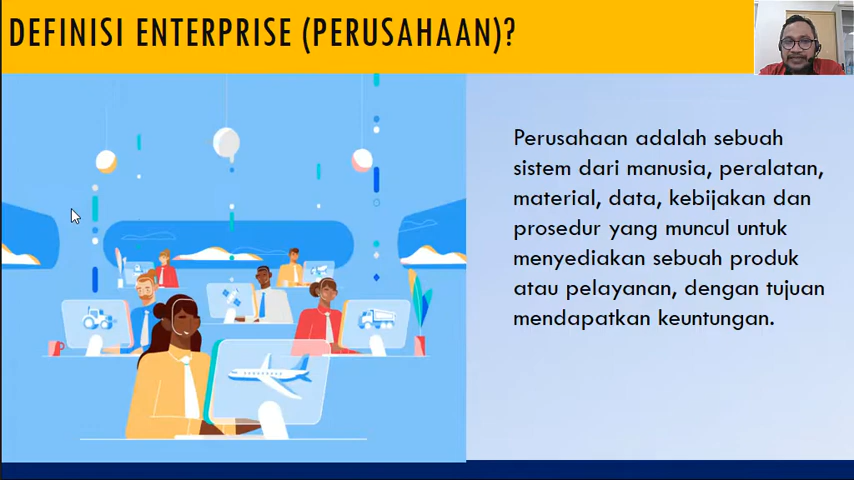 DEFINISI ENTERPRISE (PERUSAHAAN)?
Perusahaan adalah sebuah
sistem dari manusia, peralatan,
material, data, kebijakan dan
prosedur yang muncul untuk
menyediakan sebuah produk
atau pelayanan, dengan tujuan
mendapatkan keuntungan.